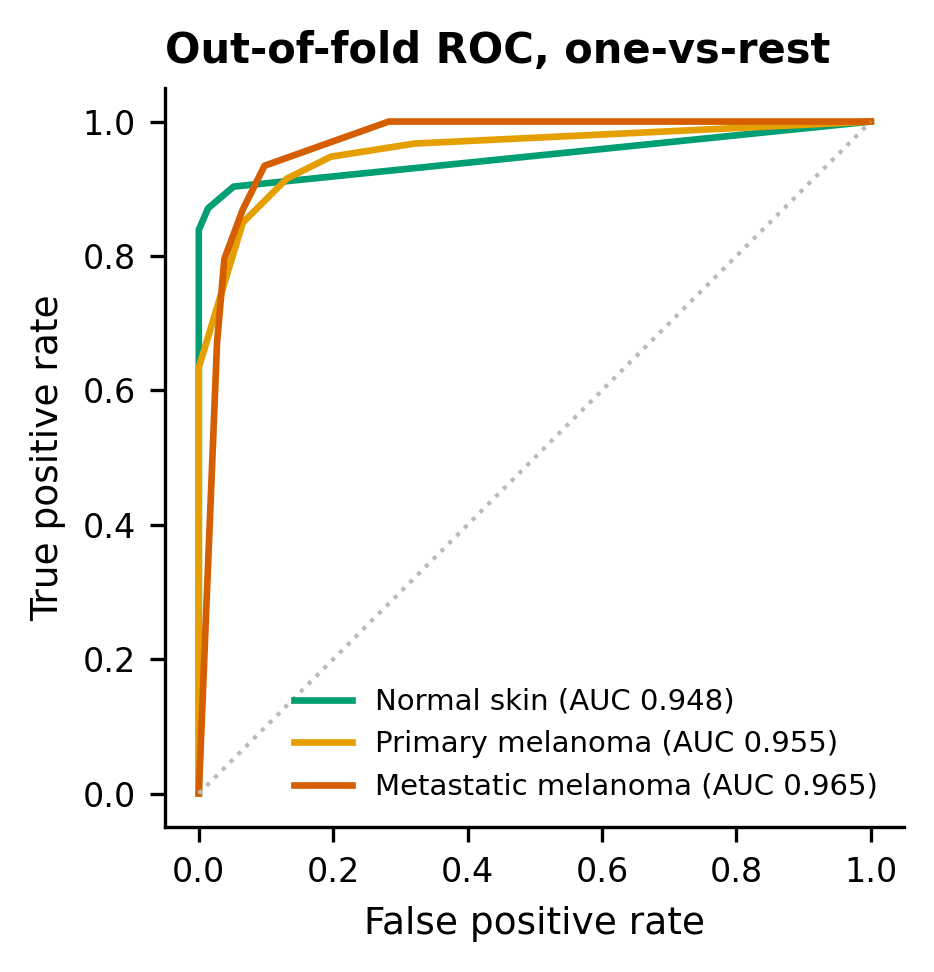 Out-of-fold ROC, one-vs-rest
True positive rate
1.0
0.8
0.6
0.4
0.2
0.0
Normal skin (AUC 0.948)
Primary melanoma (AUC 0.955)
Metastatic melanoma (AUC 0.965)
0.0 0.2 0.4 0.6 0.8 1.0
False positive rate